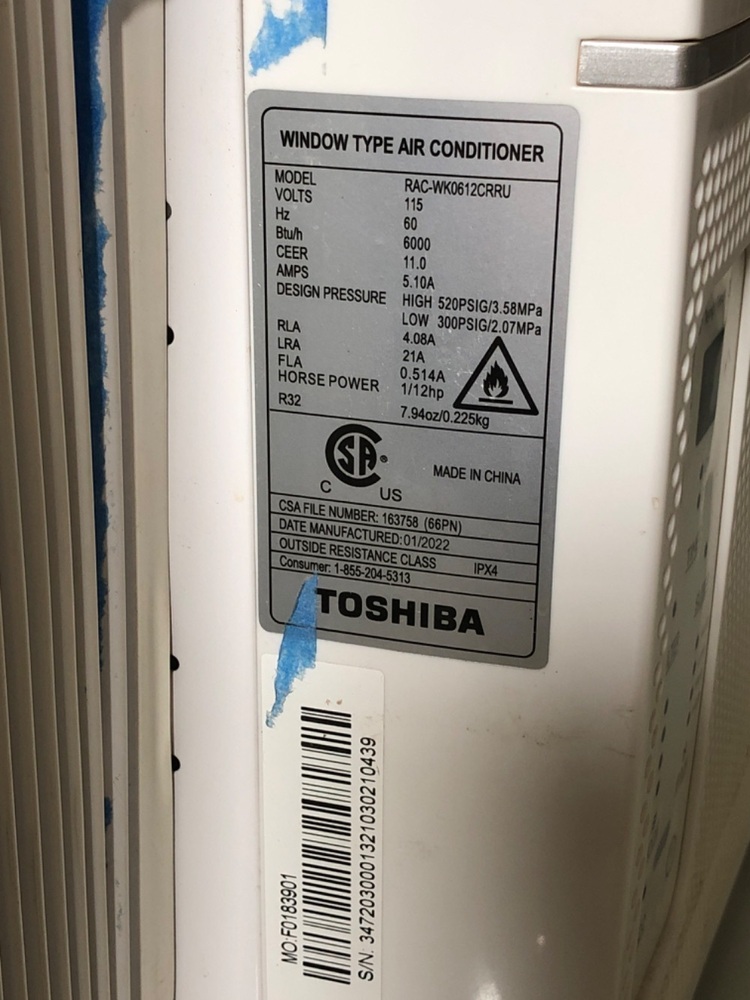 WINDOW TYPE AIR CONDITIONER
MODEL RAC-WK0612CRRU
VOLTS 115
Hz 60
Btu/h 6000
CEER 11.0
AMPS 5.10A
DESIGN PRESSURE HIGH 520PSIG/3.58MPa
LOW 300PSIG/2.07MPa
RLA 4.08A
LRA 21A
FLA 0.514A
HORSE POWER 1/12hp
R32 7.94oz/0.225kg
CSA ®
C US
MADE IN CHINA
CSA FILE NUMBER: 163758 (66PN)
DATE MANUFACTURED:01/2022
OUTSIDE RESISTANCE CLASS IPX4
Consumer: 1-855-204-5313
TOSHIBA
MO:F0183901
S/N: 3472030001321030210439